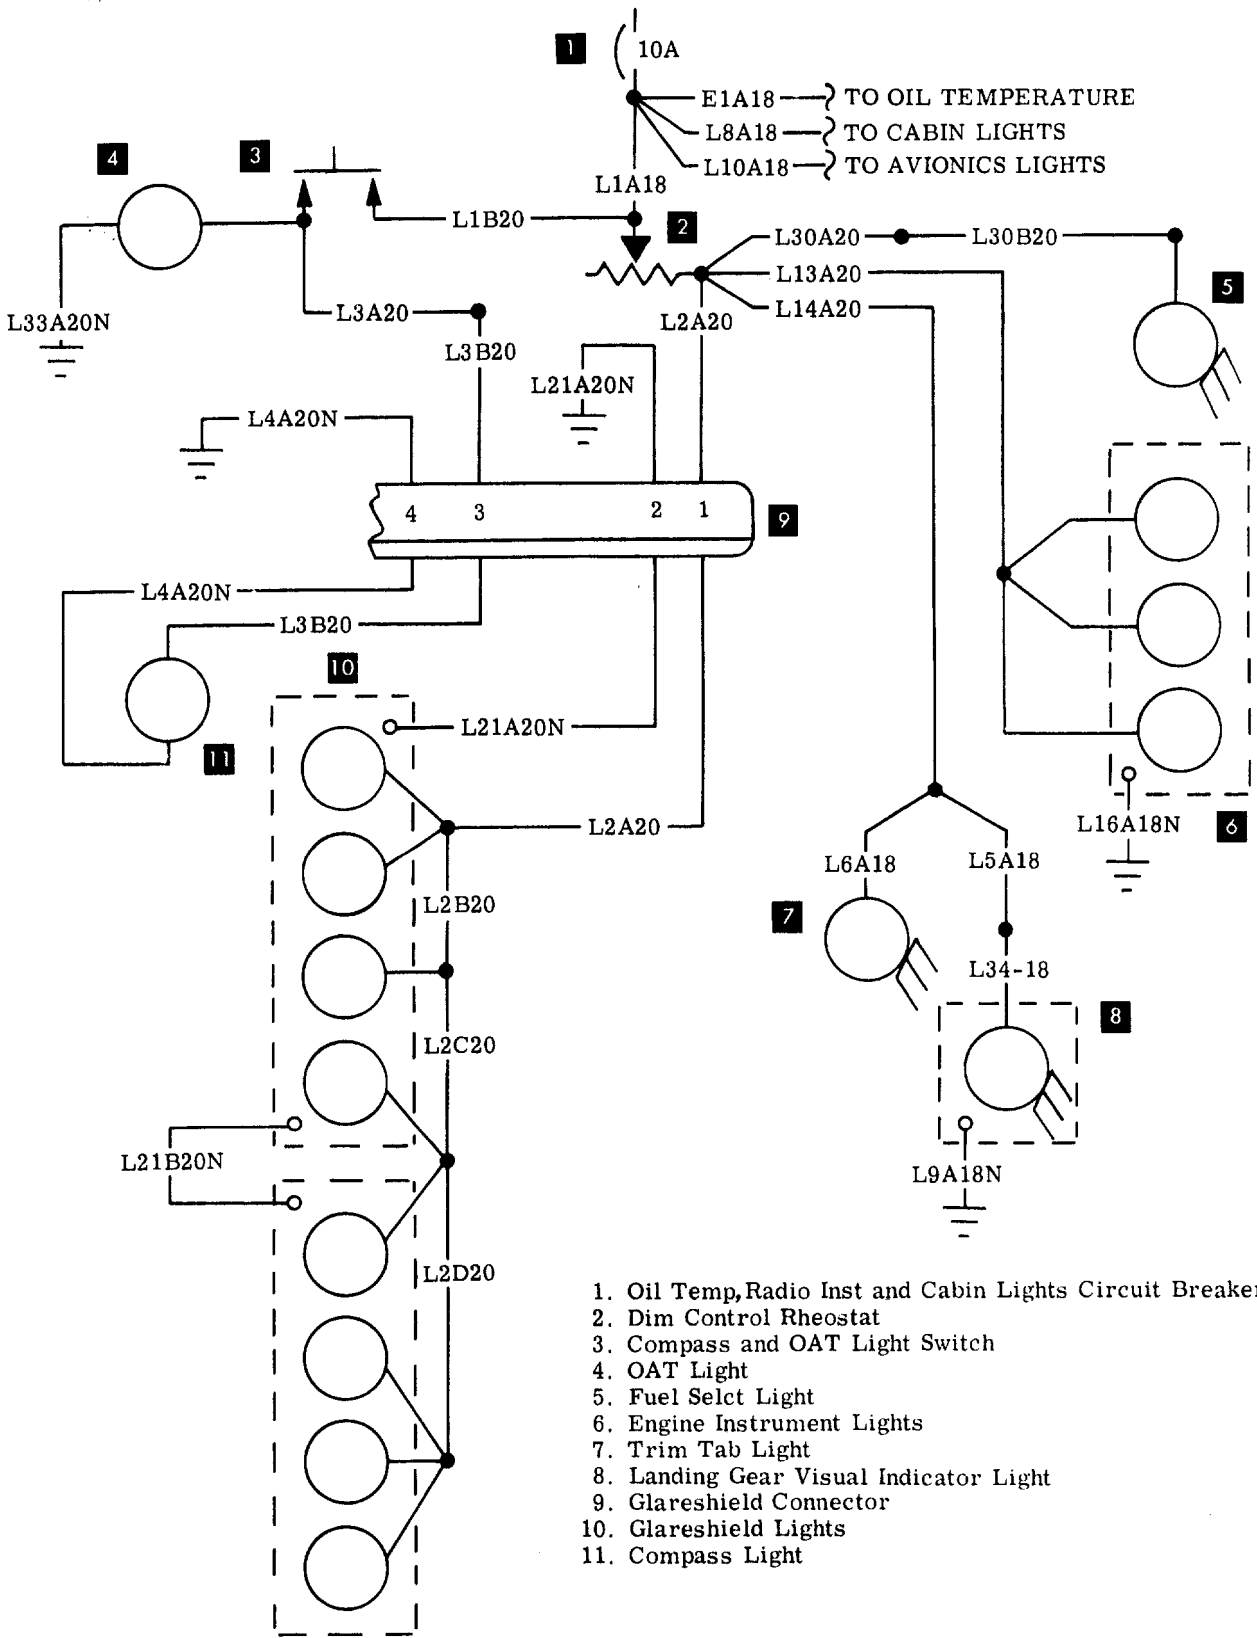 1
10A
E1A18 TO OIL TEMPERATURE
L8A18 TO CABIN LIGHTS
L10A18 TO AVIONICS LIGHTS
4
3
L1A18
L1B20
2
L30A20
L30B20
L13A20
L14A20
5
L33A20N
L3A20
L2A20
L3B20
L21A20N
L4A20N
4
3
2
1
9
L4A20N
L3B20
10
L21A20N
11
L2A20
L16A18N
6
L6A18
L5A18
L2B20
7
L34-18
8
L2C20
L21B20N
L9A18N
L2D20
1. Oil Temp, Radio Inst and Cabin Lights Circuit Breaker
2. Dim Control Rheostat
3. Compass and OAT Light Switch
4. OAT Light
5. Fuel Selct Light
6. Engine Instrument Lights
7. Trim Tab Light
8. Landing Gear Visual Indicator Light
9. Glareshield Connector
10. Glareshield Lights
11. Compass Light